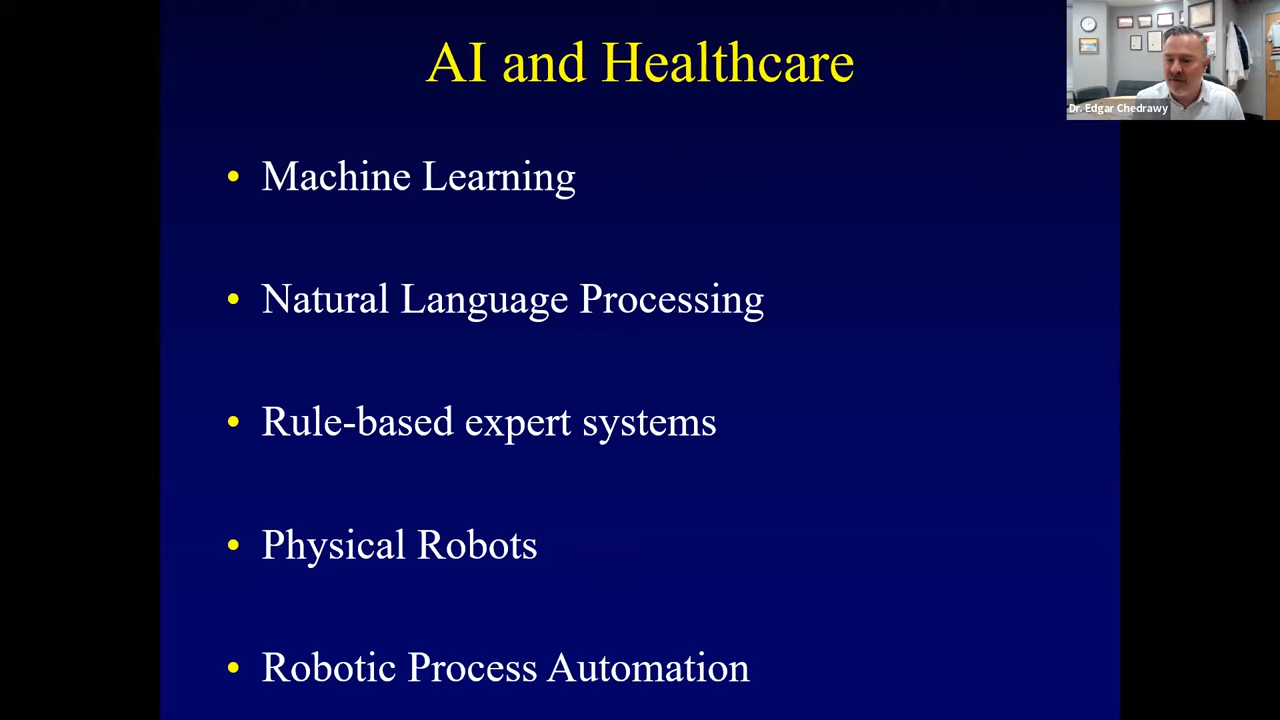 AI and Healthcare
Dr. Edgar Chedrawy
• Machine Learning
• Natural Language Processing
• Rule-based expert systems
• Physical Robots
• Robotic Process Automation